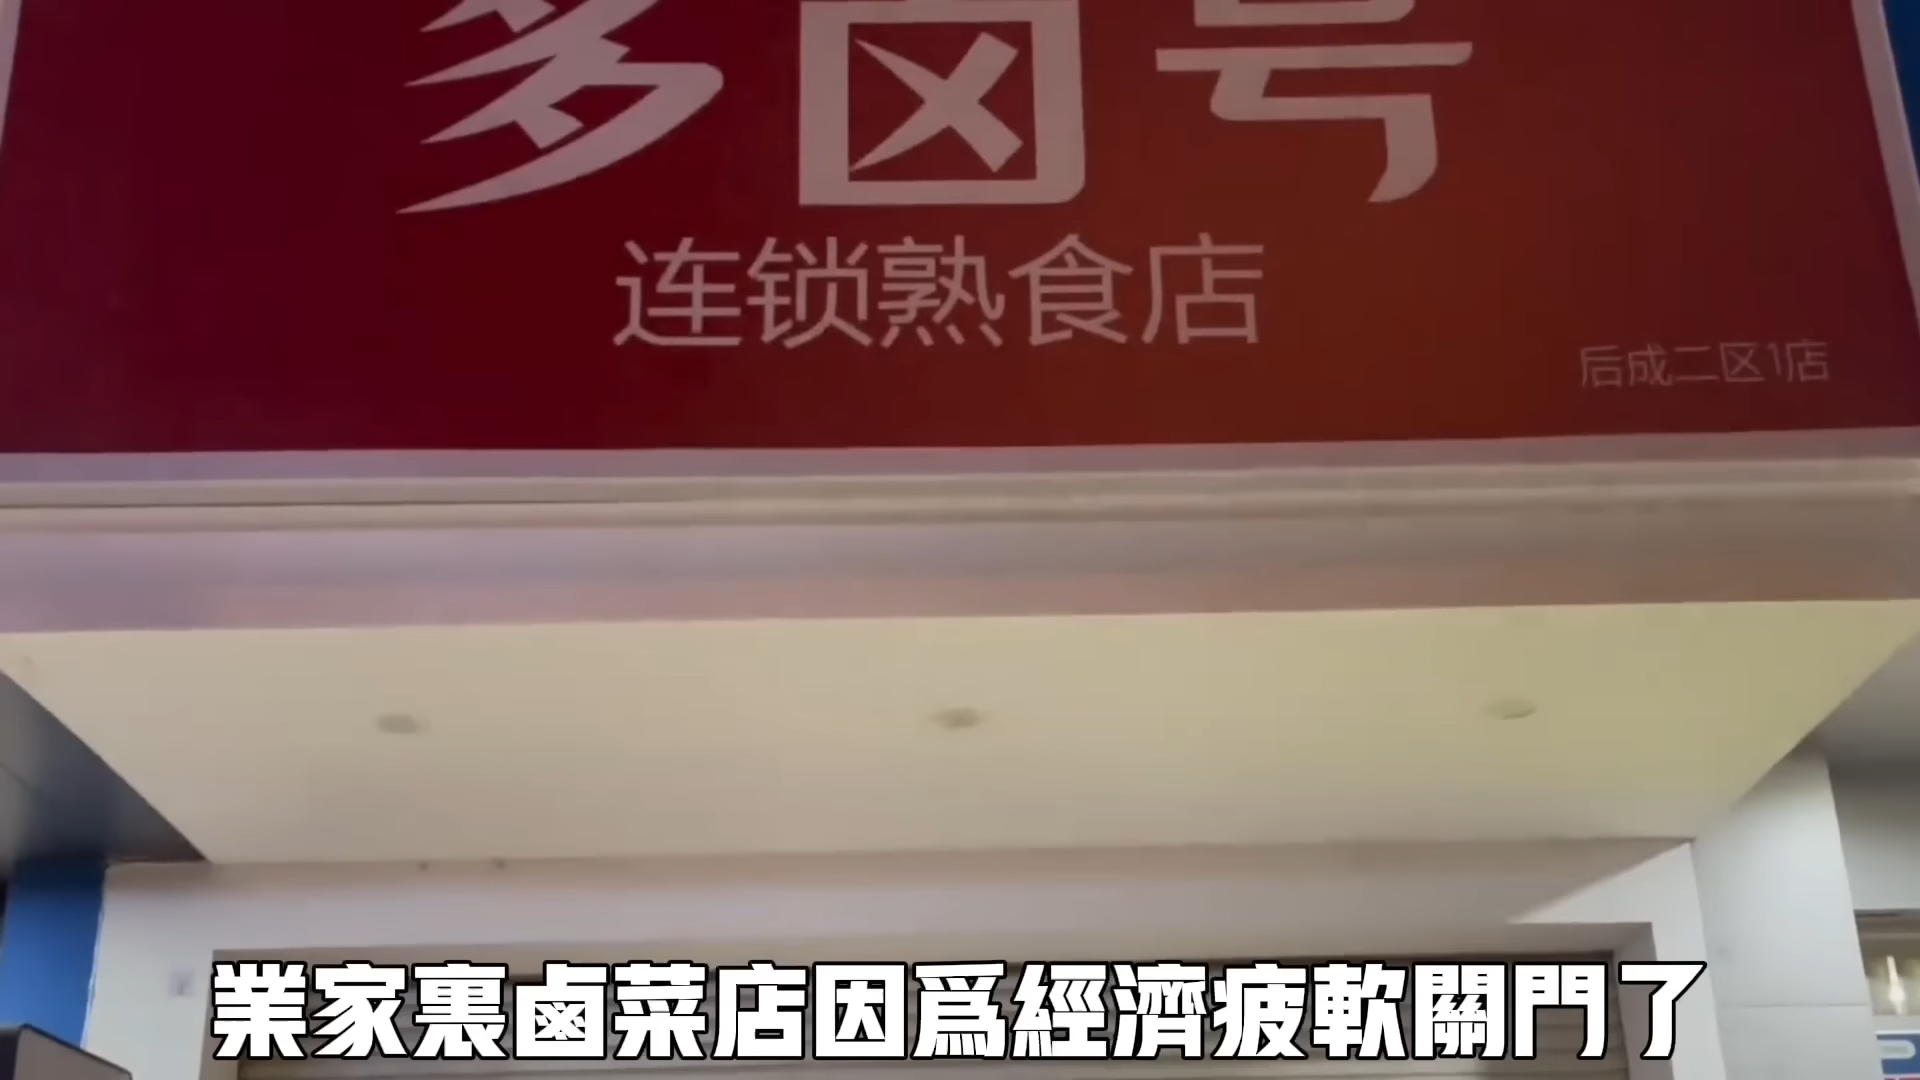 多卤号
连锁熟食店
后成二区1店
業家裏鹵菜店因爲經濟疲軟關門了